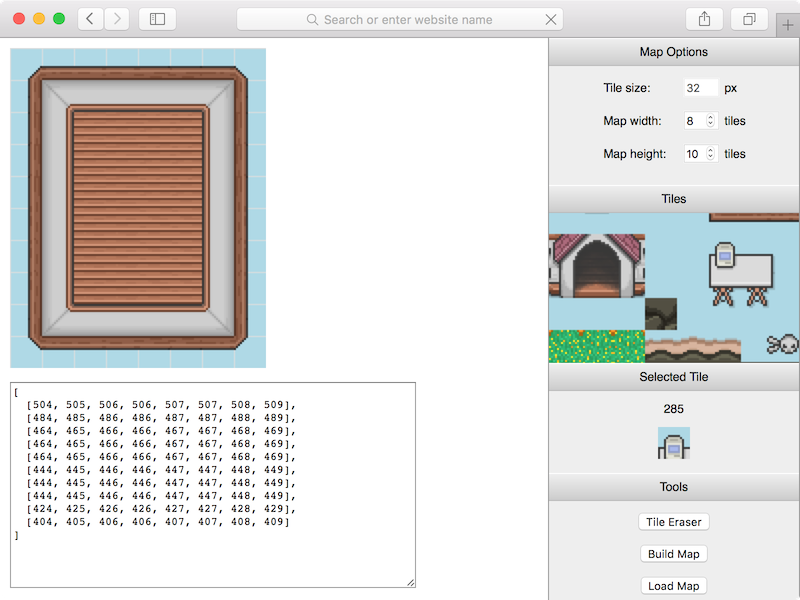 Search or enter website name
Map Options
Tile size: 32 px
Map width: 8 tiles
Map height: 10 tiles
Tiles
Selected Tile
285
Tools
Tile Eraser
Build Map
Load Map
[
[504, 505, 506, 506, 507, 507, 508, 509],
[484, 485, 486, 486, 487, 487, 488, 489],
[464, 465, 466, 466, 467, 467, 468, 469],
[464, 465, 466, 466, 467, 467, 468, 469],
[464, 465, 466, 466, 467, 467, 468, 469],
[444, 445, 446, 446, 447, 447, 448, 449],
[444, 445, 446, 446, 447, 447, 448, 449],
[444, 445, 446, 446, 447, 447, 448, 449],
[424, 425, 426, 426, 427, 427, 428, 429],
[404, 405, 406, 406, 407, 407, 408, 409]
]